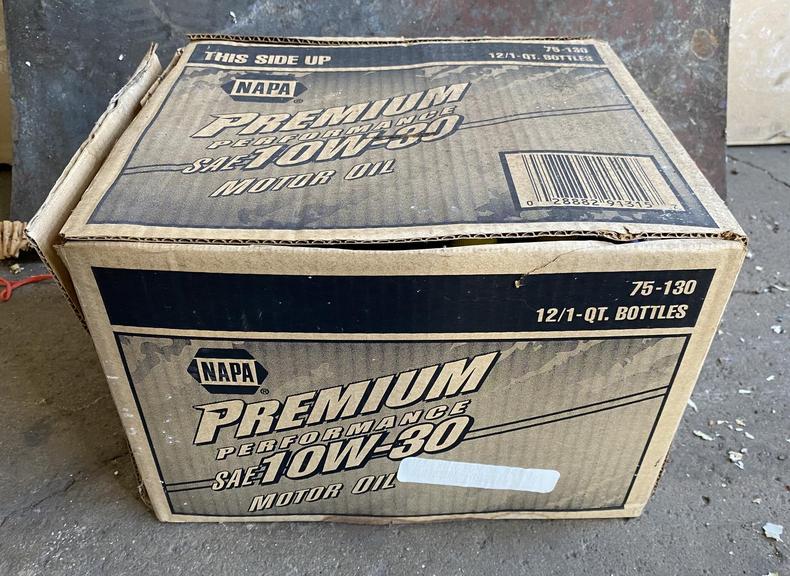 THIS SIDE UP
75-130
12/1-QT. BOTTLES
NAPA®
PREMIUM
PERFORMANCE
SAE 10W-30
MOTOR OIL
0 28882 91315 7
75-130
12/1-QT. BOTTLES
NAPA®
PREMIUM
PERFORMANCE
SAE 10W-30
MOTOR OIL